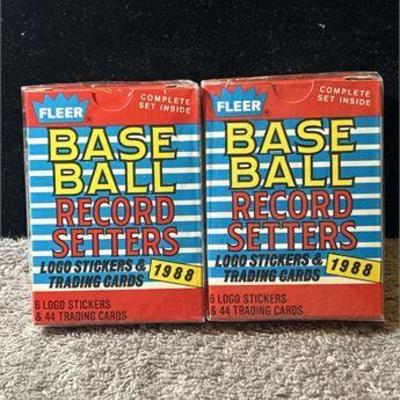 COMPLETE
SET INSIDE
FLEER
BASE
BALL
RECORD
SETTERS
LOGO STICKERS &
TRADING CARDS
1988
6 LOGO STICKERS
& 44 TRADING CARDS
COMPLETE
SET INSIDE
FLEER
BASE
BALL
RECORD
SETTERS
LOGO STICKERS &
TRADING CARDS
1988
6 LOGO STICKERS
& 44 TRADING CARDS